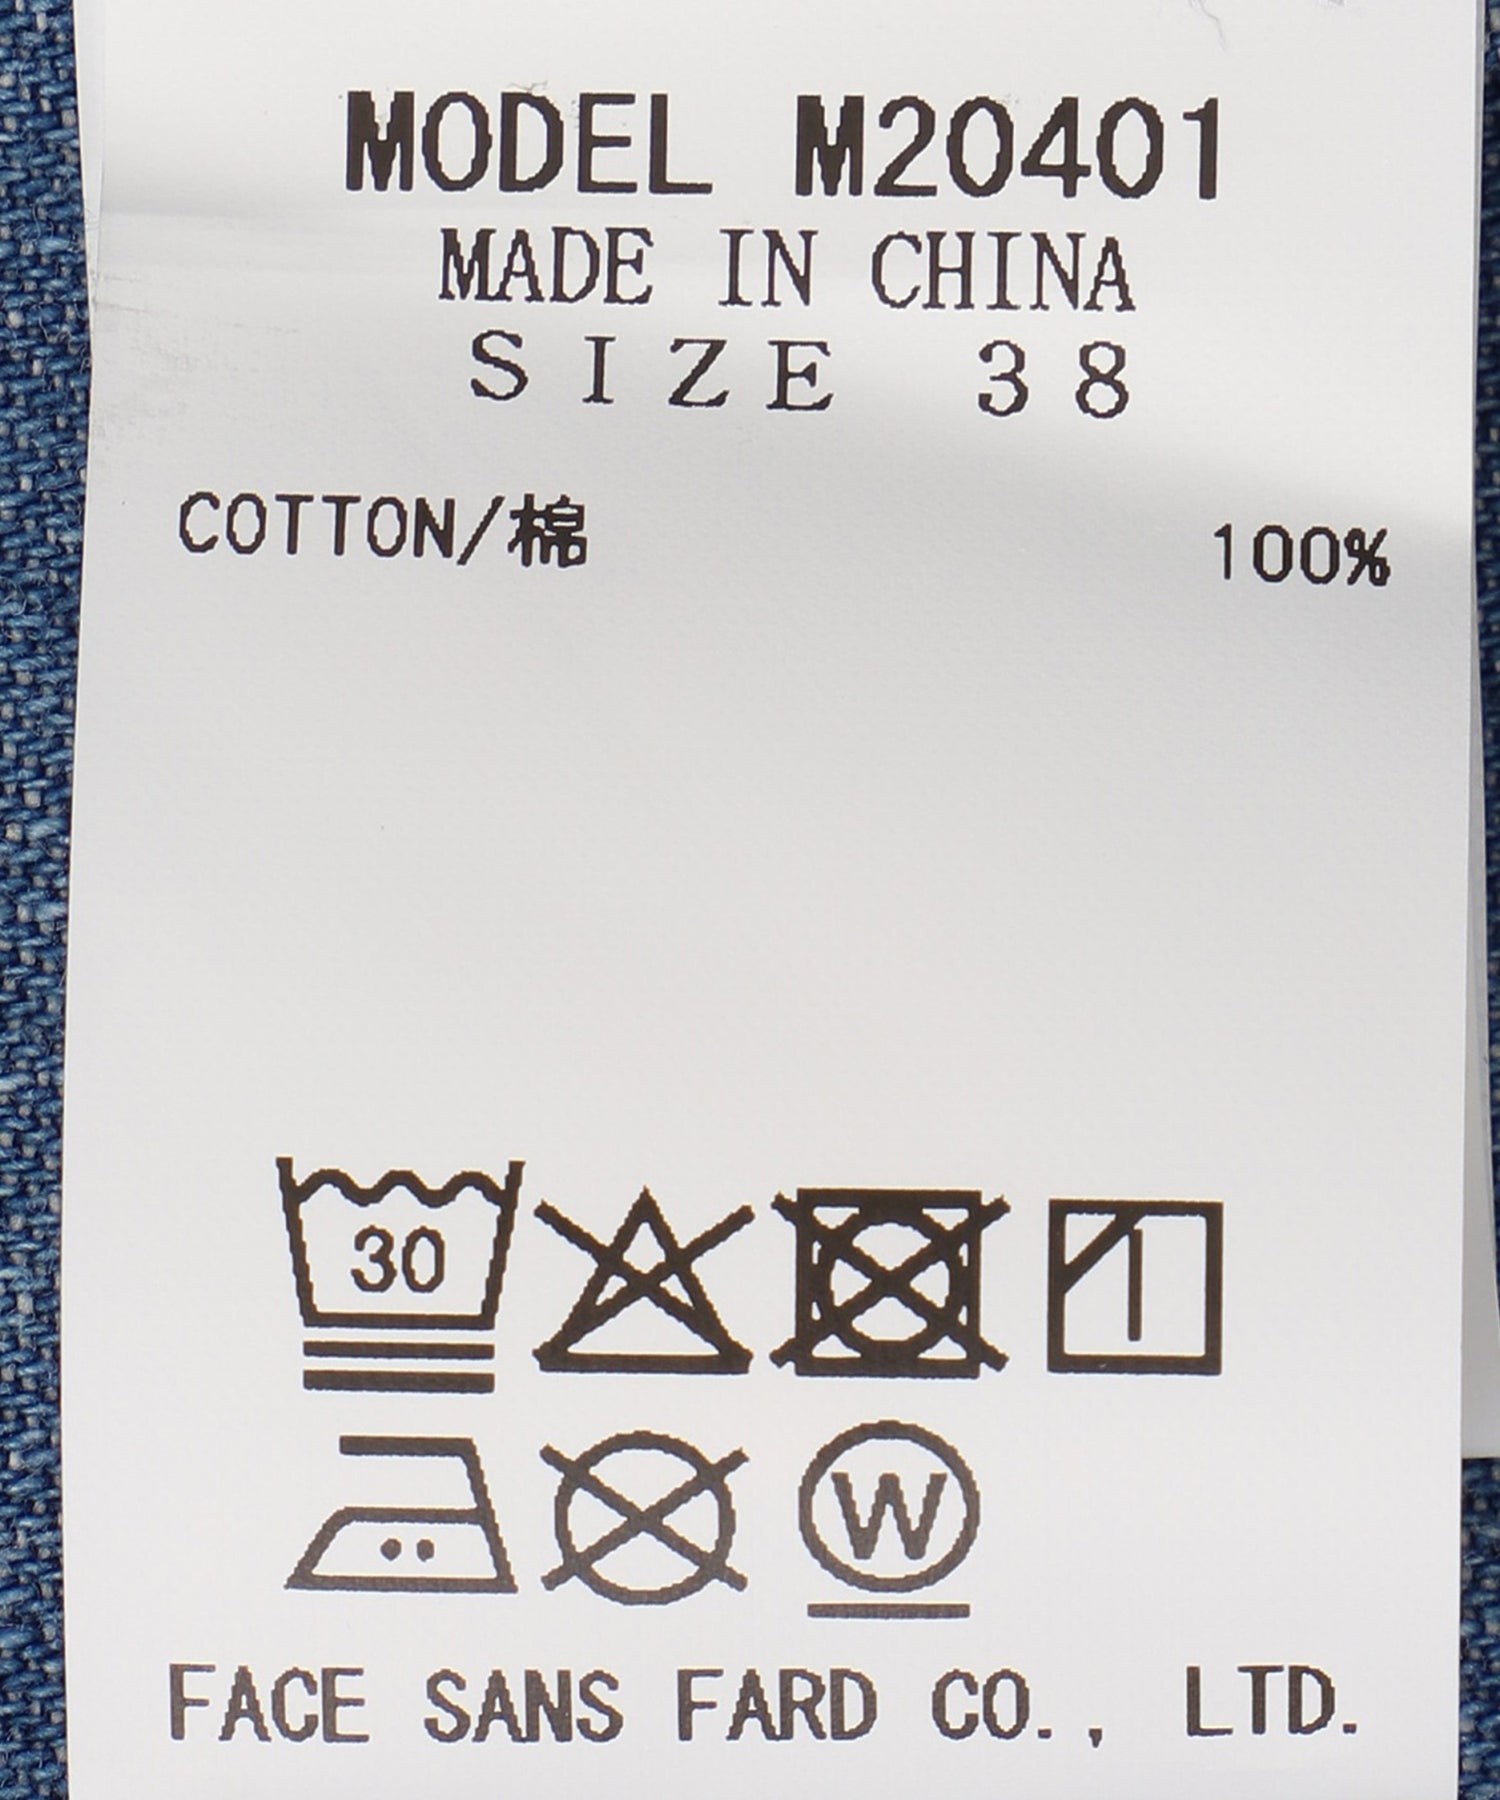 MODEL M20401
MADE IN CHINA
SIZE 38
COTTON/棉 100%
30
W
FACE SANS FARD CO., LTD.